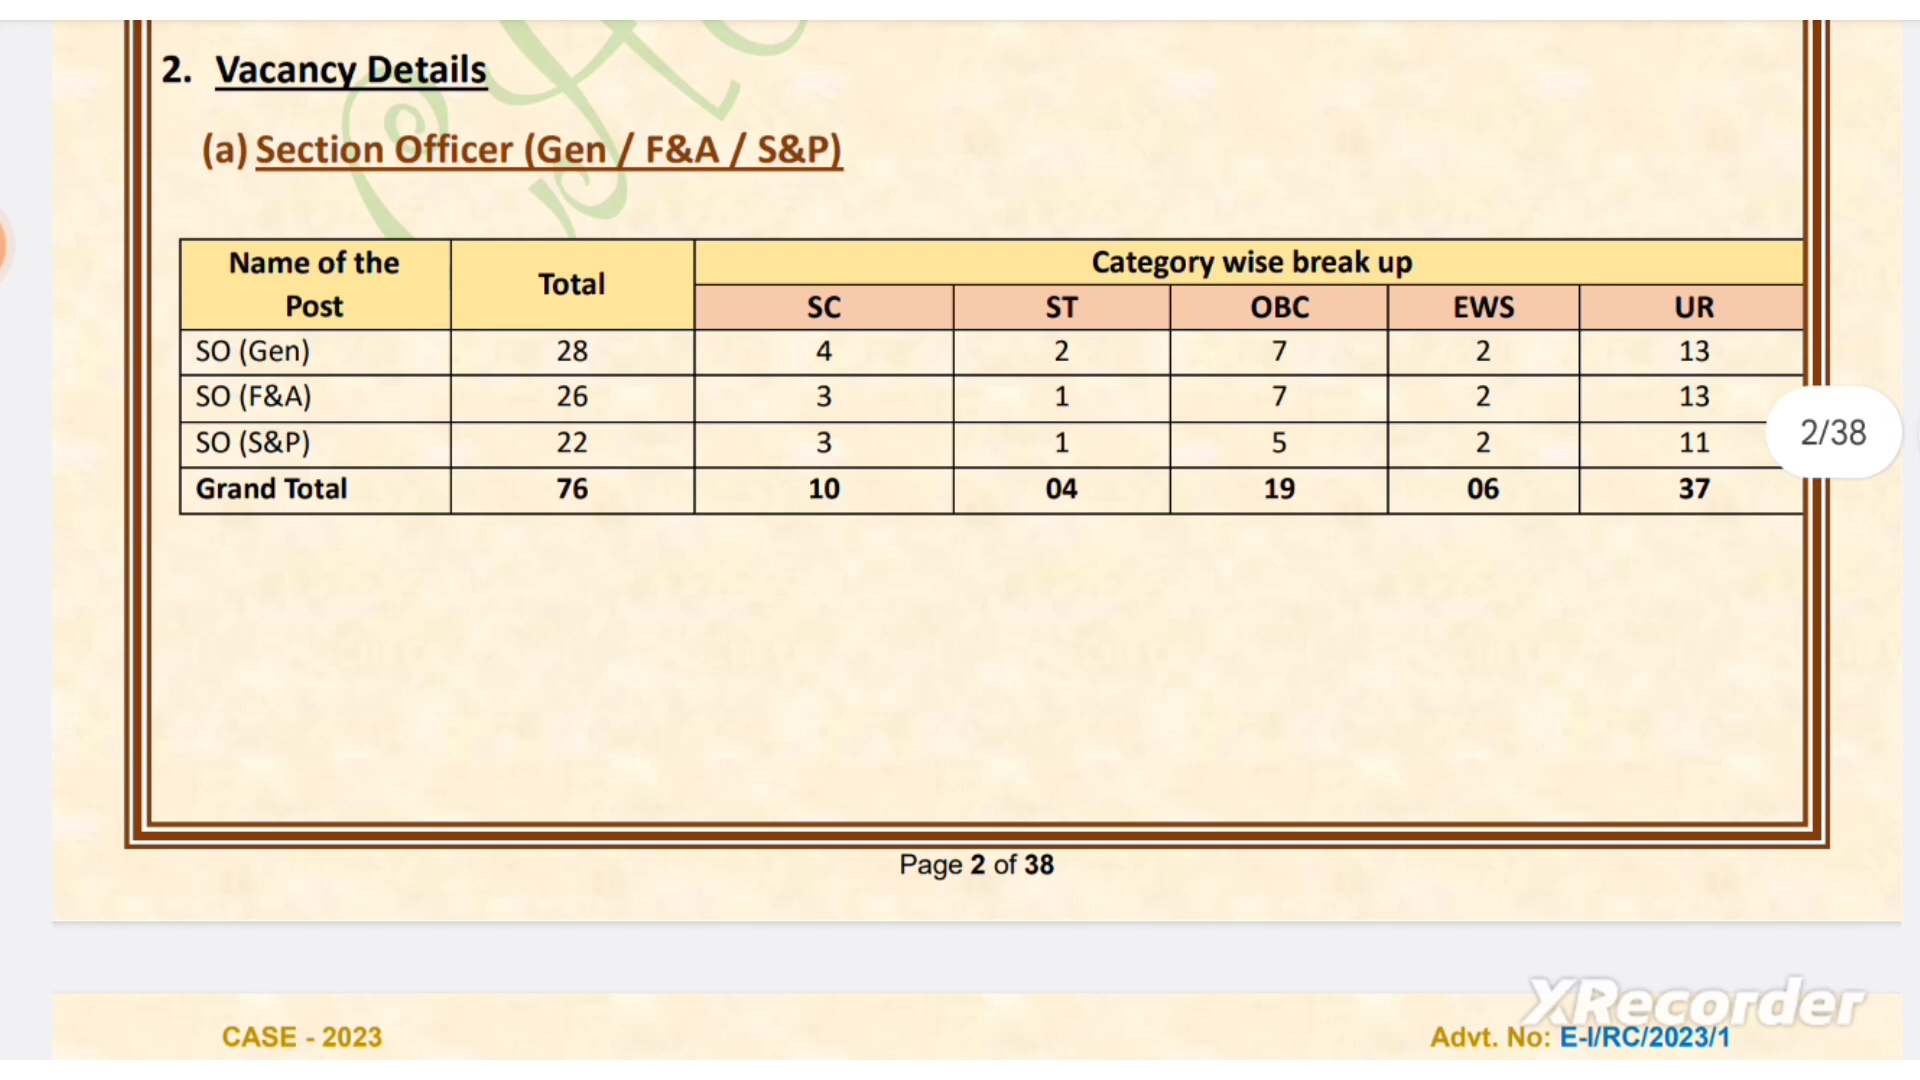 2. Vacancy Details
(a) Section Officer (Gen / F&A / S&P)
Name of the Post Total Category wise break up
SC ST OBC EWS UR
SO (Gen) 28 4 2 7 2 13
SO (F&A) 26 3 1 7 2 13
SO (S&P) 22 3 1 5 2 11
Grand Total 76 10 04 19 06 37
2/38
Page 2 of 38
XRecorder
CASE - 2023 Advt. No: E-I/RC/2023/1